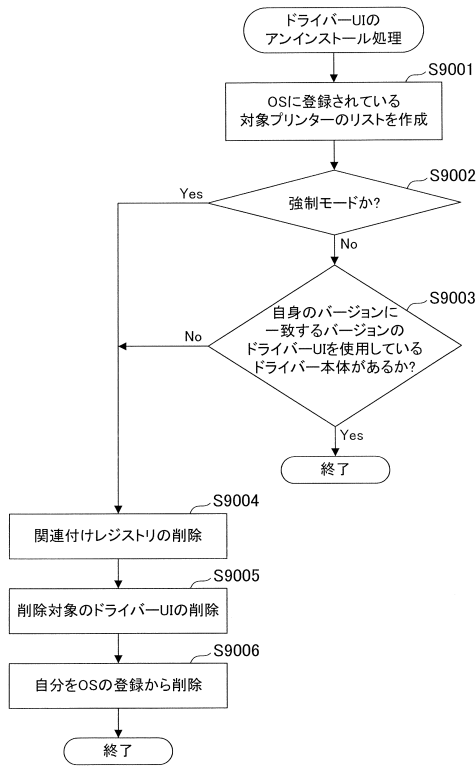 ドライバーUIの
アンインストール処理
S9001
OSに登録されている
対象プリンターのリストを作成
S9002
強制モードか?
Yes
No
S9003
自身のバージョンに
一致するバージョンの
ドライバーUIを使用している
ドライバー本体があるか?
No
Yes
終了
S9004
関連付けレジストリの削除
S9005
削除対象のドライバーUIの削除
S9006
自分をOSの登録から削除
終了